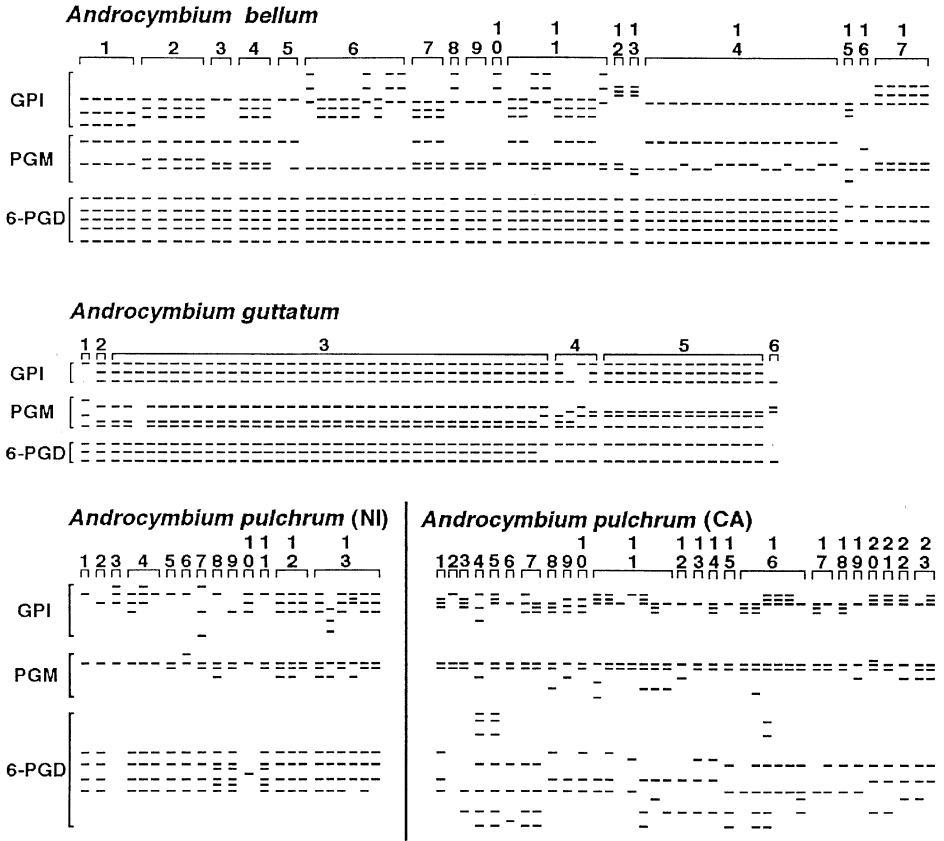 Androcymbium bellum
1 2 3 4 5 6 7 8 9 10 11 12 13 14 15 16 17
GPI
PGM
6-PGD
Androcymbium guttatum
1 2 3 4 5 6
GPI
PGM
6-PGD
Androcymbium pulchrum (NI)
1 2 3 4 5 6 7 8 9 10 11 12 13
Androcymbium pulchrum (CA)
1 2 3 4 5 6 7 8 9 10 11 12 13 14 15 16 17 18 19 20 21 22 23
GPI
PGM
6-PGD